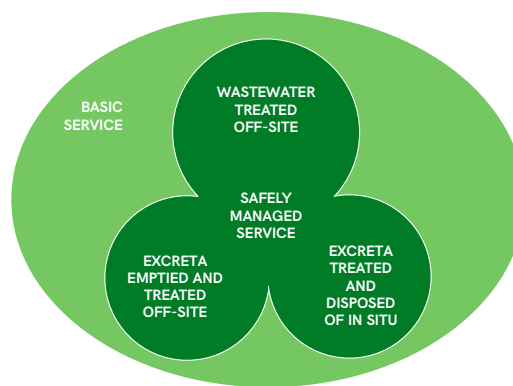 WASTEWATER
TREATED
OFF-SITE
BASIC
SERVICE
SAFELY
MANAGED
SERVICE
EXCRETA
EMPTIED AND
TREATED
OFF-SITE
EXCRETA
TREATED
AND
DISPOSED
OF IN SITU